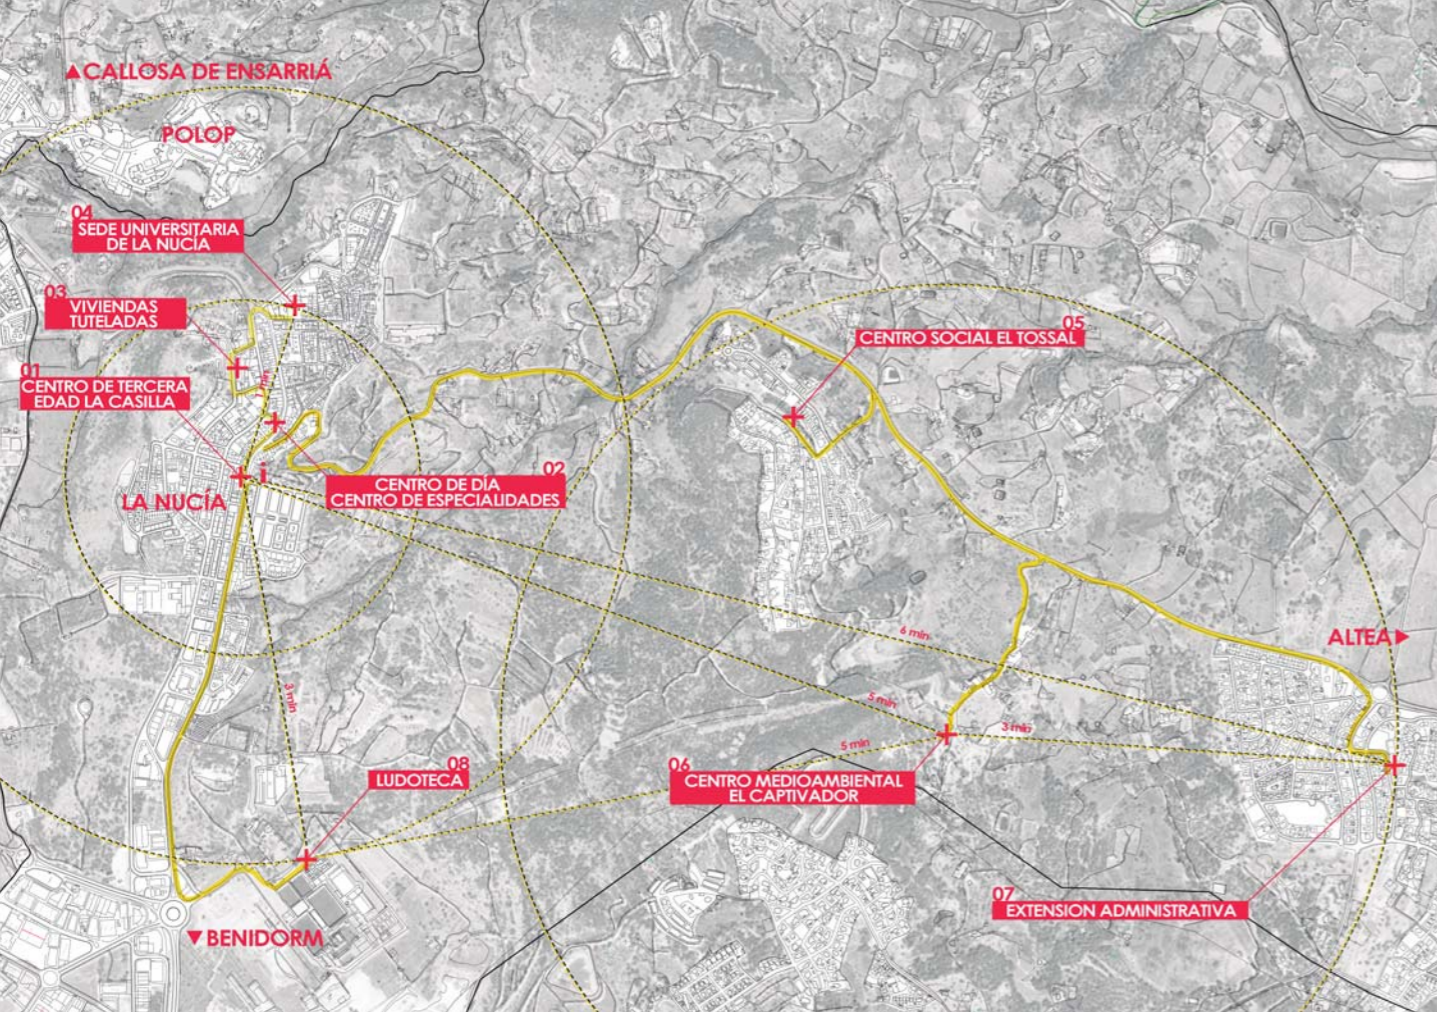 ▲CALLOSA DE ENSARRIÁ
POLOP
04
SEDE UNIVERSITARIA
DE LA NUCÍA
03
VIVIENDAS
TUTELADAS
01
CENTRO DE TERCERA
EDAD LA CASILLA
1 min
05
CENTRO SOCIAL EL TOSSAL
i
02
CENTRO DE DÍA
CENTRO DE ESPECIALIDADES
LA NUCÍA
6 min
ALTEA▶
3 min
5 min
3 min
5 min
08
LUDOTECA
06
CENTRO MEDIOAMBIENTAL
EL CAPTIVADOR
07
EXTENSION ADMINISTRATIVA
▼BENIDORM